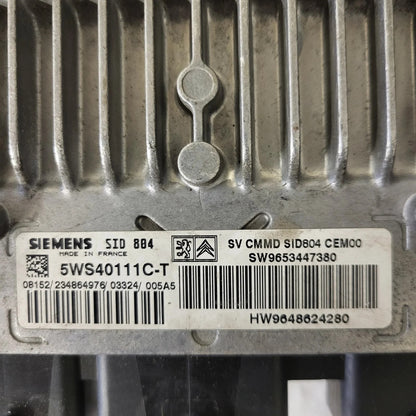 SIEMENS SID 804
MADE IN FRANCE
5WS40111C-T
08152/234864976/03324/005A5
SV CMMD SID804 CEM00
SW9653447380
HW9648624280